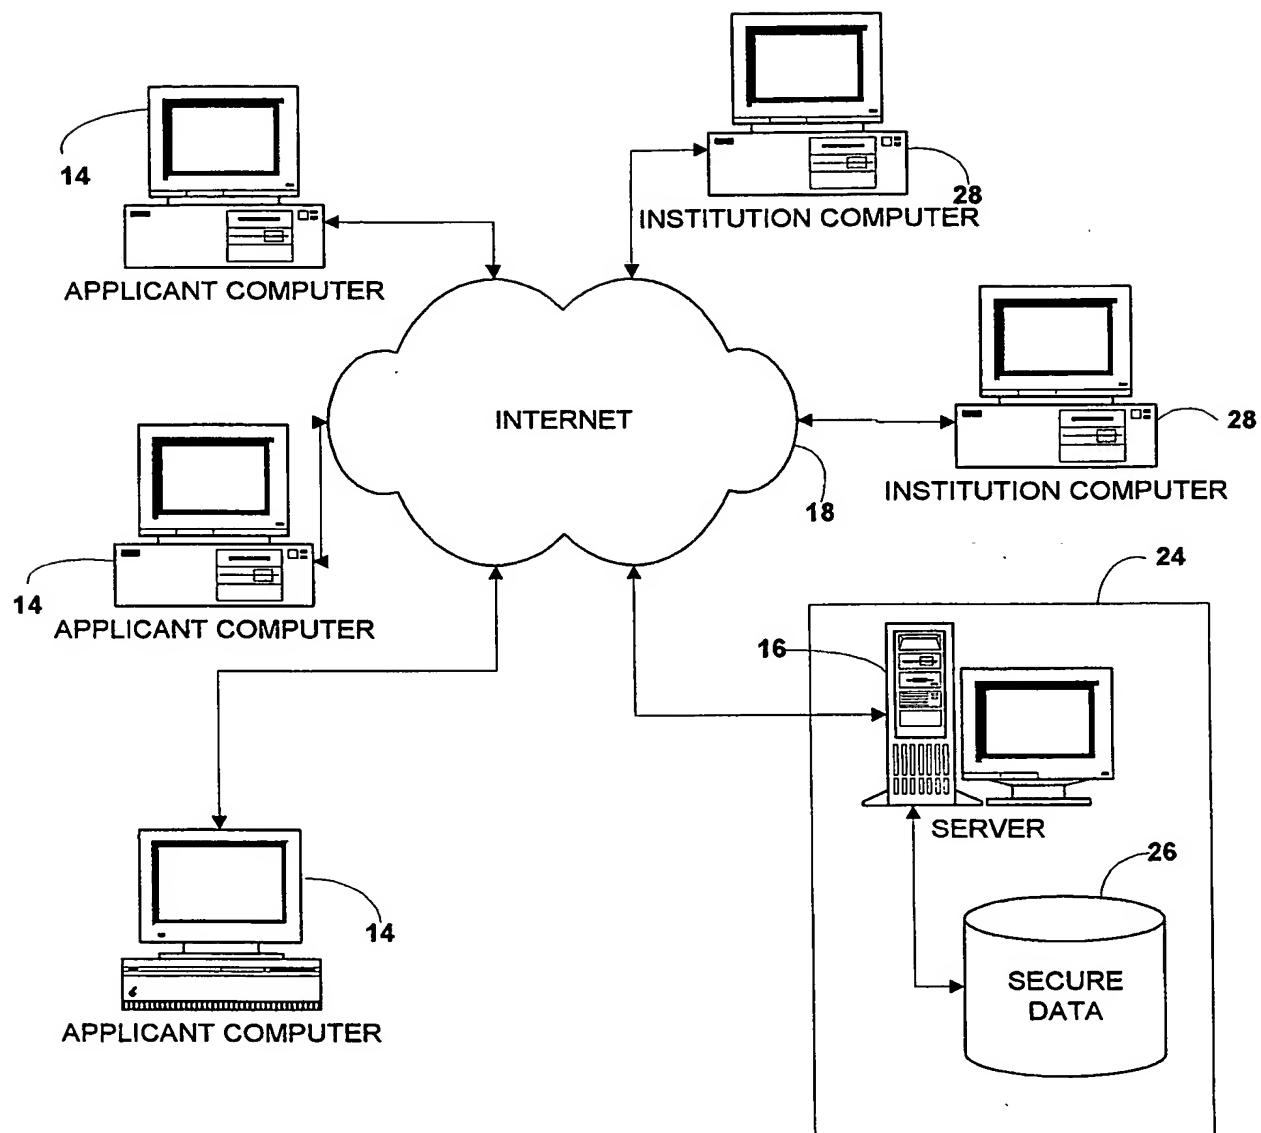 14
28
INSTITUTION COMPUTER
APPLICANT COMPUTER
INTERNET
28
18
INSTITUTION COMPUTER
24
14
APPLICANT COMPUTER
16
SERVER
26
14
SECURE
DATA
APPLICANT COMPUTER